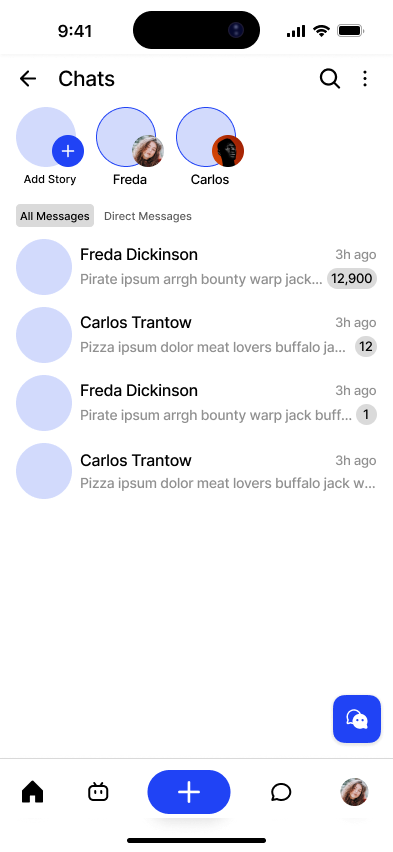 9:41
Chats
Add Story
Freda
Carlos
All Messages
Direct Messages
Freda Dickinson
3h ago
Pirate ipsum arrgh bounty warp jack...
12,900
Carlos Trantow
3h ago
Pizza ipsum dolor meat lovers buffalo ja...
12
Freda Dickinson
3h ago
Pirate ipsum arrgh bounty warp jack buff...
1
Carlos Trantow
3h ago
Pizza ipsum dolor meat lovers buffalo jack w...